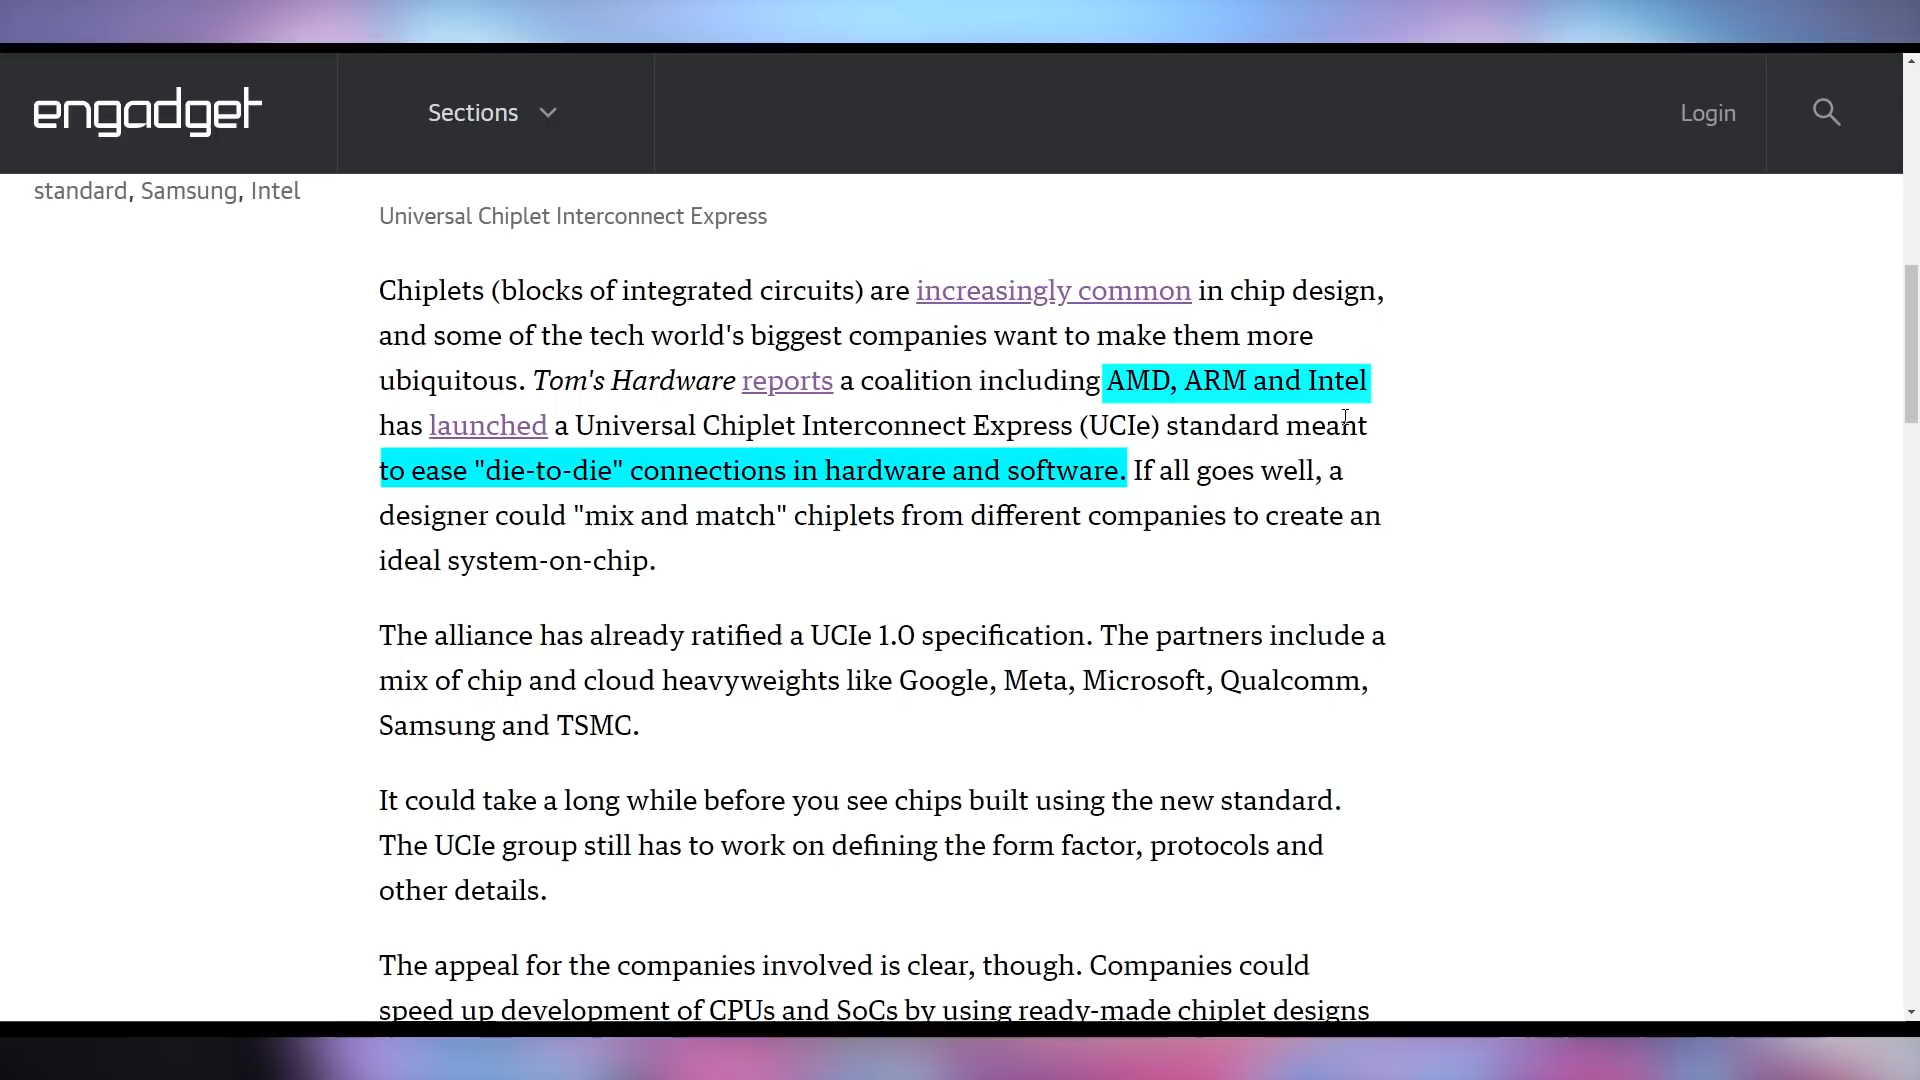 engadget
Sections
Login
standard, Samsung, Intel
Universal Chiplet Interconnect Express
Chiplets (blocks of integrated circuits) are increasingly common in chip design,
and some of the tech world's biggest companies want to make them more
ubiquitous. Tom's Hardware reports a coalition including AMD, ARM and Intel
has launched a Universal Chiplet Interconnect Express (UCIe) standard meant
to ease "die-to-die" connections in hardware and software. If all goes well, a
designer could "mix and match" chiplets from different companies to create an
ideal system-on-chip.
The alliance has already ratified a UCIe 1.0 specification. The partners include a
mix of chip and cloud heavyweights like Google, Meta, Microsoft, Qualcomm,
Samsung and TSMC.
It could take a long while before you see chips built using the new standard.
The UCIe group still has to work on defining the form factor, protocols and
other details.
The appeal for the companies involved is clear, though. Companies could
speed up development of CPUs and SoCs by using ready-made chiplet designs